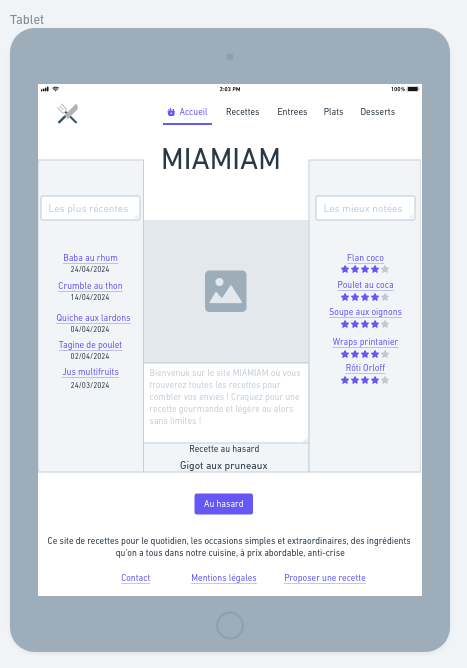 Tablet
2:03 PM
100%
Accueil Recettes Entrees Plats Desserts
MIAMIAM
Les plus récentes
Baba au rhum
24/04/2024
Crumble au thon
14/04/2024
Quiche aux lardons
04/04/2024
Tagine de poulet
02/04/2024
Jus multifruits
24/03/2024
Bienvenue sur le site MIAMIAM où vous
trouverez toutes les recettes pour
combler vos envies ! Craquez pour une
recette gourmande et légère ou alors
sans limites !
Recette au hasard
Gigot aux pruneaux
Les mieux notées
Flan coco
Poulet au coca
Soupe aux oignons
Wraps printanier
Rôti Orloff
Au hasard
Ce site de recettes pour le quotidien, les occasions simples et extraordinaires, des ingrédients
qu'on a tous dans notre cuisine, à prix abordable, anti-crise
Contact Mentions légales Proposer une recette